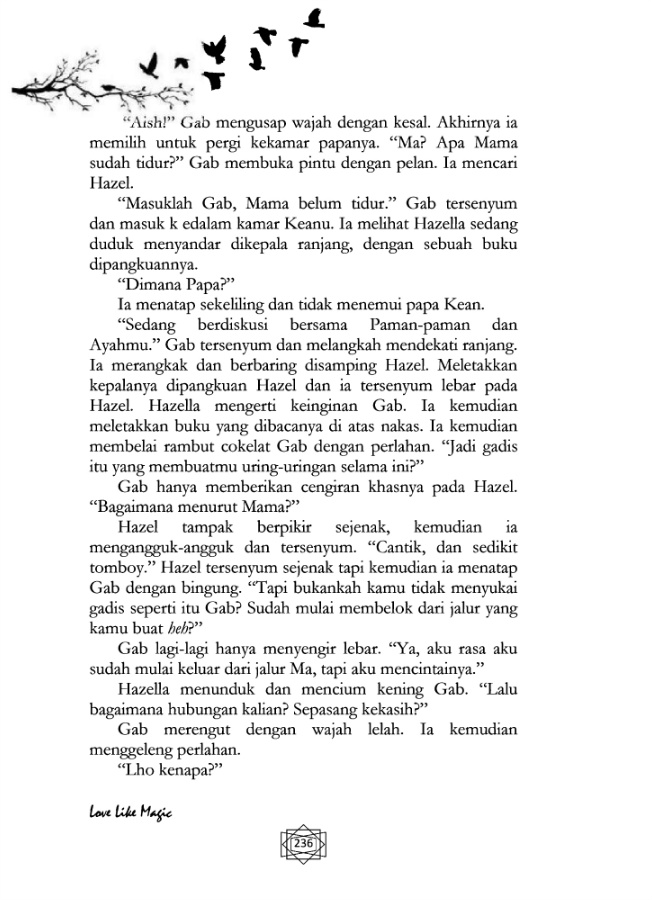 “Aish!” Gab mengusap wajah dengan kesal. Akhirnya ia
memilih untuk pergi kekamar papanya. “Ma? Apa Mama
sudah tidur?” Gab membuka pintu dengan pelan. Ia mencari
Hazel.
“Masuklah Gab, Mama belum tidur.” Gab tersenyum
dan masuk k edalam kamar Keanu. Ia melihat Hazella sedang
duduk menyandar dikepala ranjang, dengan sebuah buku
dipangkuannya.
“Dimana Papa?”
Ia menatap sekeliling dan tidak menemui papa Kean.
“Sedang berdiskusi bersama Paman-paman dan
Ayahmu.” Gab tersenyum dan melangkah mendekati ranjang.
Ia merangkak dan berbaring disamping Hazel. Meletakkan
kepalanya dipangkuan Hazel dan ia tersenyum lebar pada
Hazel. Hazella mengerti keinginan Gab. Ia kemudian
meletakkan buku yang dibacanya di atas nakas. Ia kemudian
membelai rambut cokelat Gab dengan perlahan. “Jadi gadis
itu yang membuatmu uring-uringan selama ini?”
Gab hanya memberikan cengiran khasnya pada Hazel.
“Bagaimana menurut Mama?”
Hazel tampak berpikir sejenak, kemudian ia
mengangguk-angguk dan tersenyum. “Cantik, dan sedikit
tomboy.” Hazel tersenyum sejenak tapi kemudian ia menatap
Gab dengan bingung. “Tapi bukankah kamu tidak menyukai
gadis seperti itu Gab? Sudah mulai membelok dari jalur yang
kamu buat heh?”
Gab lagi-lagi hanya menyengir lebar. “Ya, aku rasa aku
sudah mulai keluar dari jalur Ma, tapi aku mencintainya.”
Hazella menunduk dan mencium kening Gab. “Lalu
bagaimana hubungan kalian? Sepasang kekasih?”
Gab merengut dengan wajah lelah. Ia kemudian
menggeleng perlahan.
“Lho kenapa?”
Love Like Magic
236